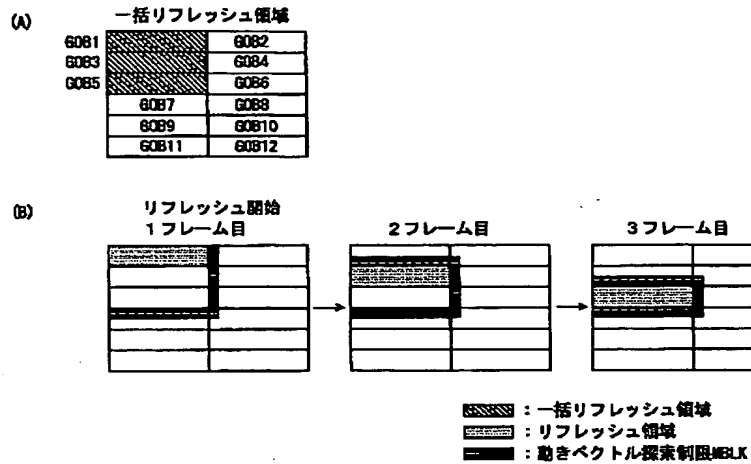 (A)
一括リフレッシュ領域
GOB1 GOB2
GOB3 GOB4
GOB5 GOB6
GOB7 GOB8
GOB9 GOB10
GOB11 GOB12
(B)
リフレッシュ開始
1フレーム目 2フレーム目 3フレーム目
：一括リフレッシュ領域
：リフレッシュ領域
：動きベクトル探索制限MBLK